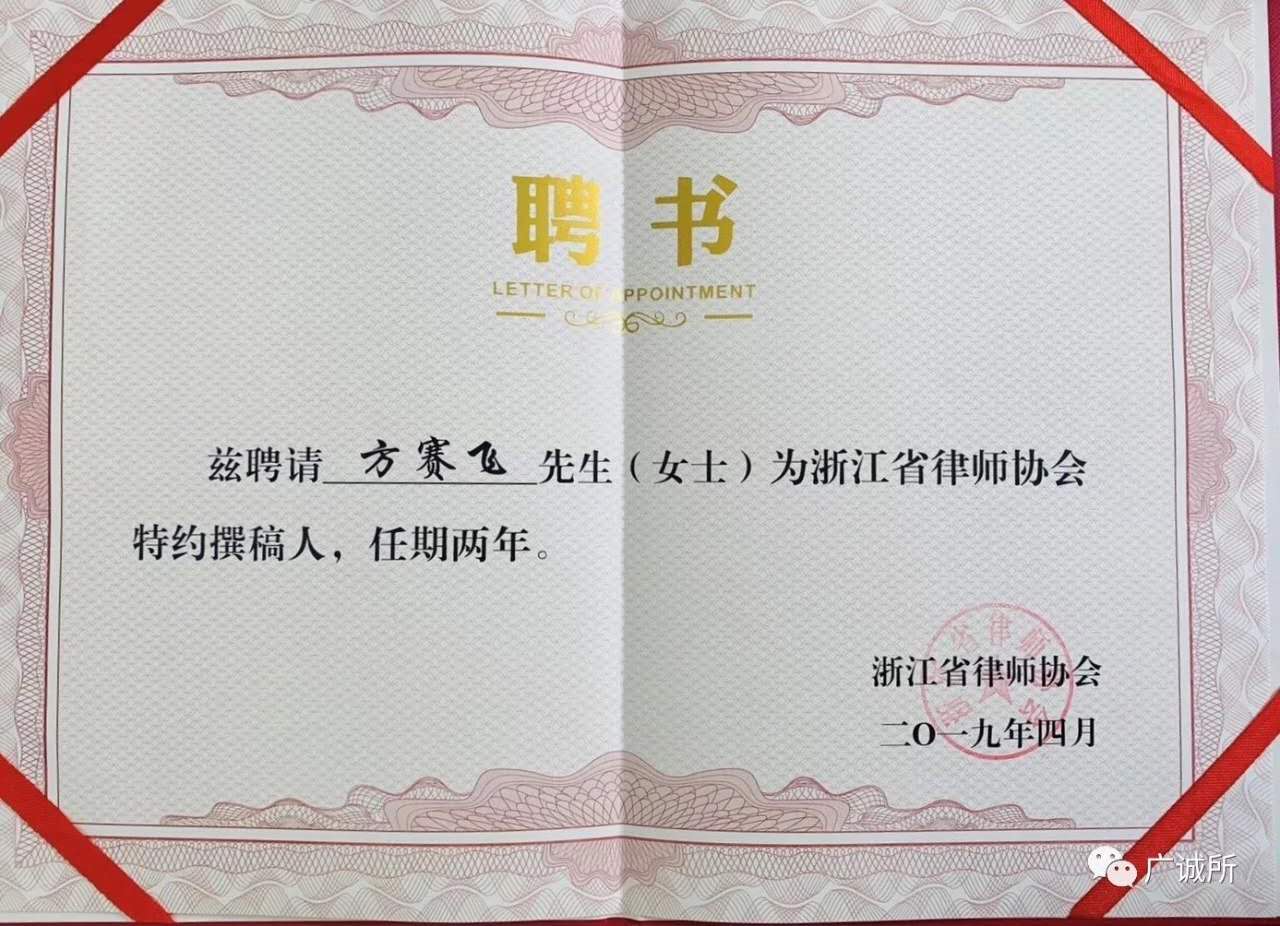 聘书
LETTER OF APPOINTMENT
兹聘请方赛飞先生（女士）为浙江省律师协会
特约撰稿人，任期两年。
浙江省律师协会
二O一九年四月
广诚所